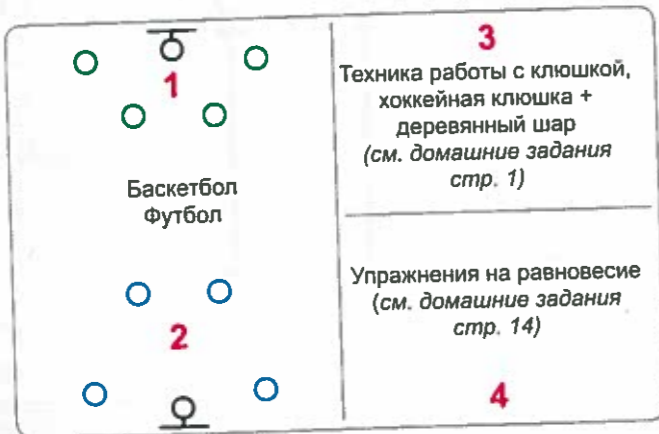 1
Баскетбол
Футбол
2
3
Техника работы с клюшкой,
хоккейная клюшка +
деревянный шар
(см. домашние задания
стр. 1)
Упражнения на равновесие
(см. домашние задания
стр. 14)
4